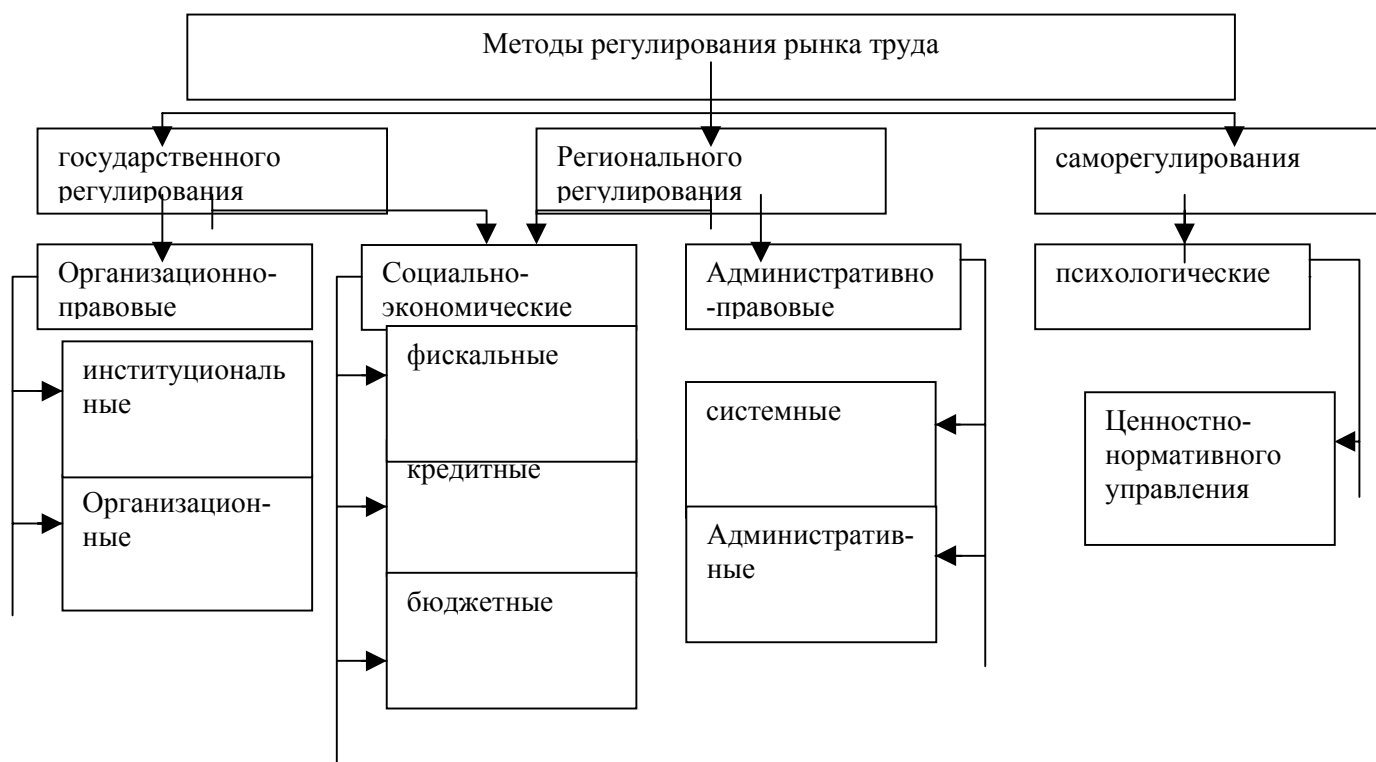 Методы регулирования рынка труда
государственного
регулирования
Регионального
регулирования
саморегулирования
Организационно-
правовые
Социально-
экономические
Административно
-правовые
психологические
институциональ
ные
Организацион-
ные
фискальные
кредитные
бюджетные
системные
Административ-
ные
Ценностно-
нормативного
управления